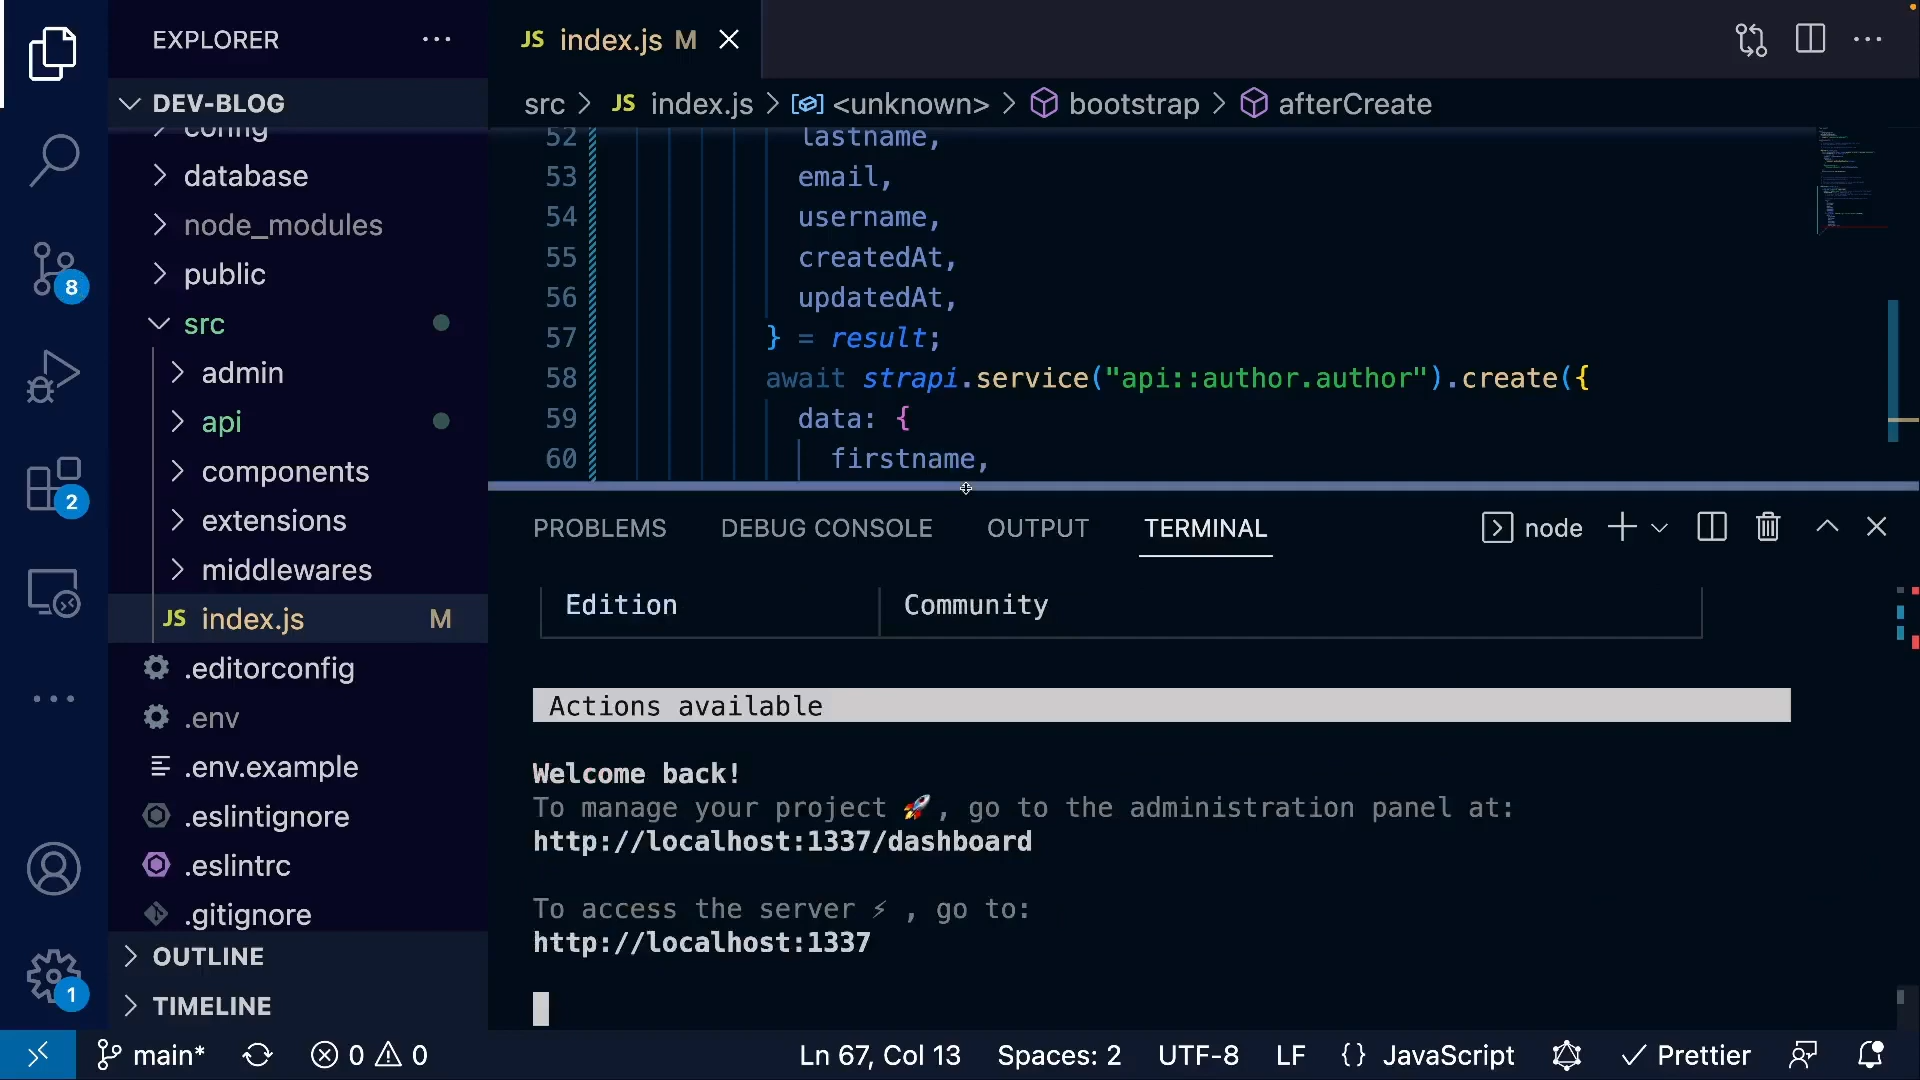 EXPLORER
DEV-BLOG
config
database
node_modules
public
src
admin
api
components
extensions
middlewares
JS index.js M
.editorconfig
.env
.env.example
.eslintignore
.eslintrc
.gitignore
OUTLINE
TIMELINE
8
2
1
JS index.js M
src > JS index.js > <unknown> > bootstrap > afterCreate
52 lastname,
53 email,
54 username,
55 createdAt,
56 updatedAt,
57 } = result;
58 await strapi.service("api::author.author").create({
59 data: {
60 firstname,
PROBLEMS DEBUG CONSOLE OUTPUT TERMINAL node
Edition Community
Actions available
Welcome back!
To manage your project 🚀, go to the administration panel at:
http://localhost:1337/dashboard
To access the server ⚡ , go to:
http://localhost:1337
main* 0 0 Ln 67, Col 13 Spaces: 2 UTF-8 LF {} JavaScript Prettier